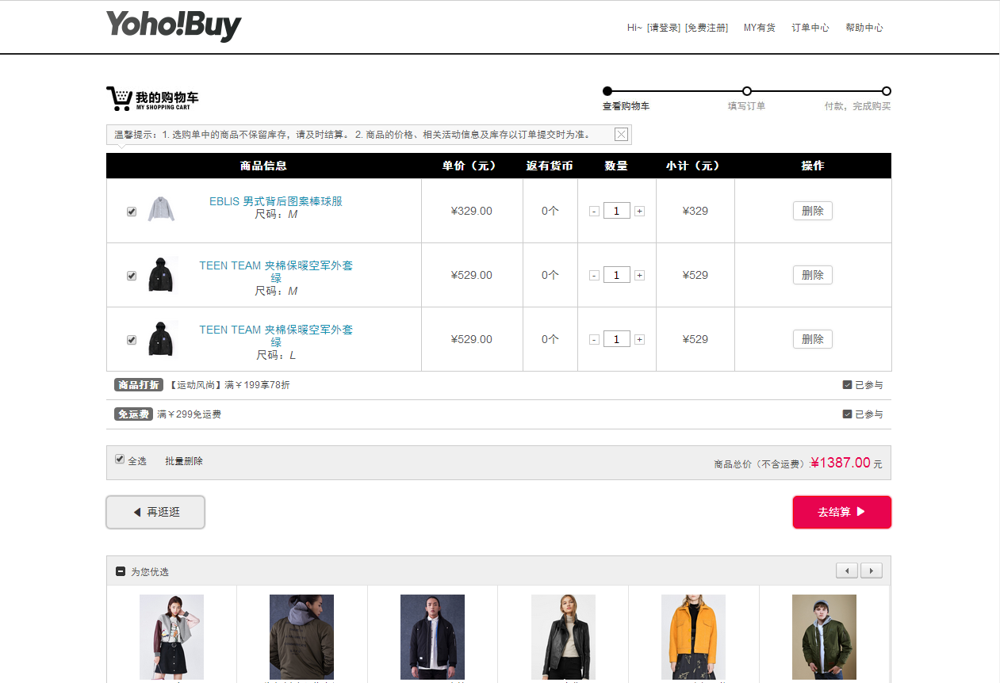 Yoho!Buy
Hi~ [请登录] [免费注册] MY有货 订单中心 帮助中心
我的购物车
MY SHOPPING CART
查看购物车 填写订单 付款，完成购买
温馨提示：1. 选购单中的商品不保留库存，请及时结算。 2. 商品的价格、相关活动信息及库存以订单提交时为准。
商品信息 单价（元） 返有货币 数量 小计（元） 操作
EBLIS 男式背后图案棒球服
尺码：M
¥329.00 0个 - 1 + ¥329 删除
TEEN TEAM 夹棉保暖空军外套
绿
尺码：M
¥529.00 0个 - 1 + ¥529 删除
TEEN TEAM 夹棉保暖空军外套
绿
尺码：L
¥529.00 0个 - 1 + ¥529 删除
商品打折 【运动风尚】满￥199享78折 已参与
免运费 满￥299免运费 已参与
全选 批量删除 商品总价（不含运费）:¥1387.00 元
再逛逛 去结算
为您优选